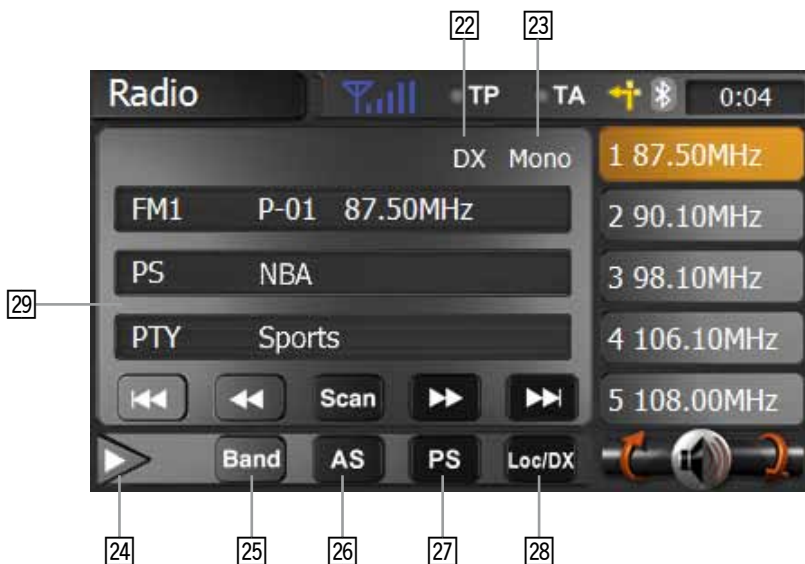 22 23
Radio TP TA 0:04
DX Mono
1 87.50MHz
FM1 P-01 87.50MHz
2 90.10MHz
PS NBA
3 98.10MHz
29
PTY Sports
4 106.10MHz
Scan
5 108.00MHz
Band AS PS Loc/DX
24 25 26 27 28